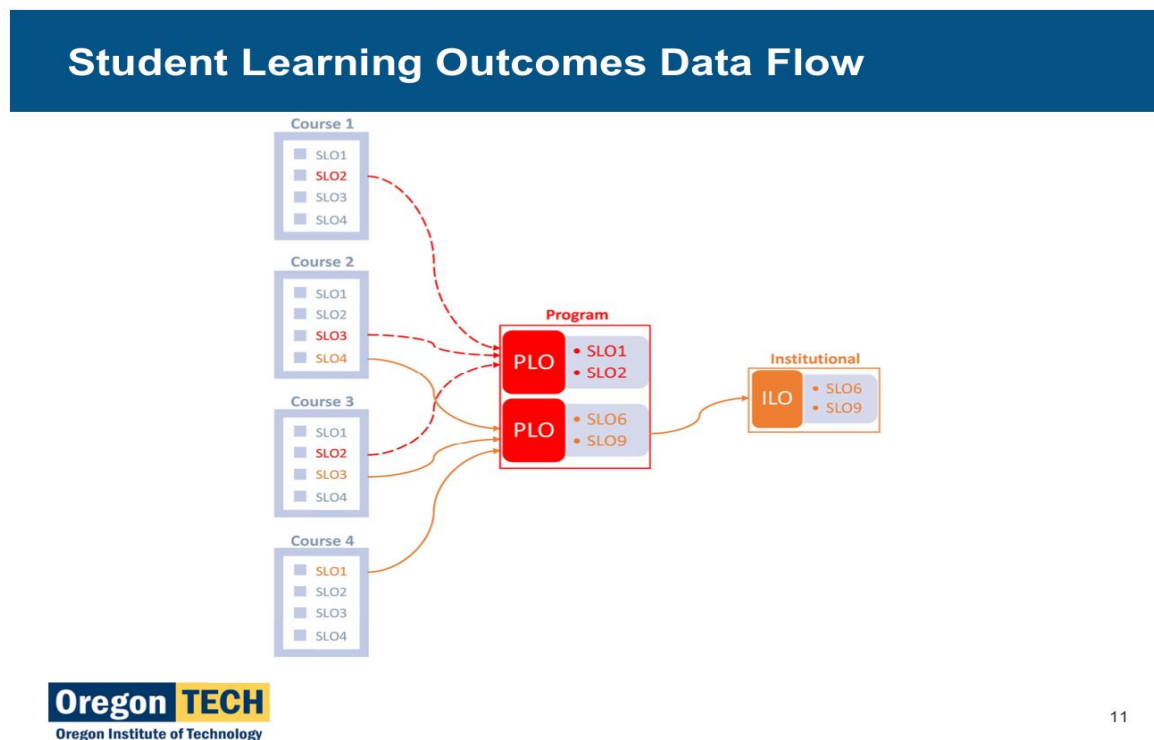 Student Learning Outcomes Data Flow
Course 1
SLO1
SLO2
SLO3
SLO4
Course 2
SLO1
SLO2
SLO3
SLO4
Course 3
SLO1
SLO2
SLO3
SLO4
Course 4
SLO1
SLO2
SLO3
SLO4
Program
PLO
• SLO1
• SLO2
PLO
• SLO6
• SLO9
Institutional
ILO
• SLO6
• SLO9
Oregon TECH
Oregon Institute of Technology
11